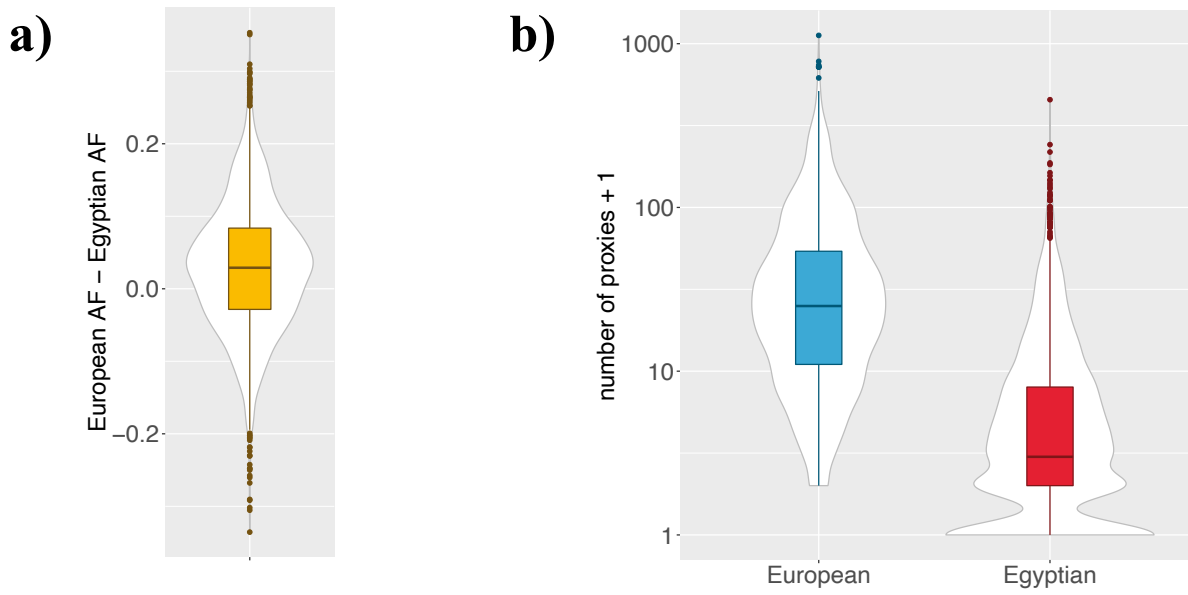 a)
European AF − Egyptian AF
0.2
0.0
−0.2
b)
number of proxies + 1
1000
100
10
1
European
Egyptian